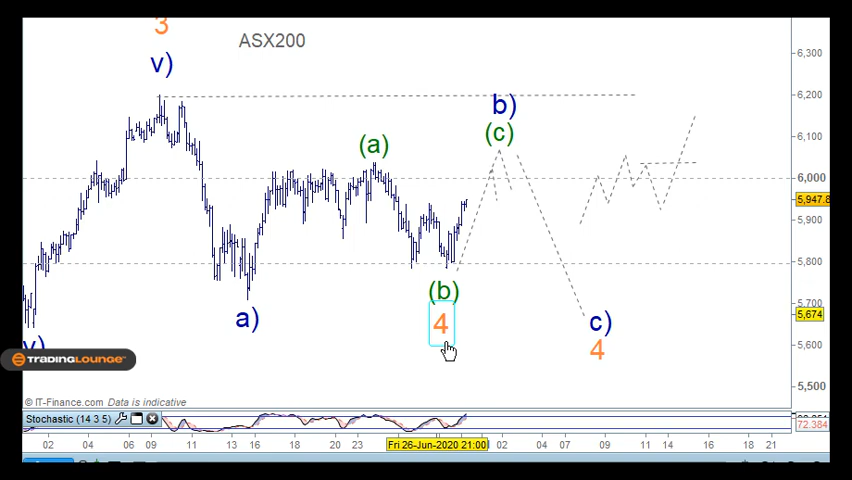 3
ASX200
v)
6,300
6,200
b)
(c)
(a)
6,100
6,000
5,947.8
5,900
5,800
(b)
a)
4
c)
4
5,700
5,674
5,600
v)
TRADINGLOUNGE
5,500
© IT-Finance.com Data is indicative
Stochastic (14 3 5)
72.384
02 04 06 09 11 13 14 18 20 23 Fri 26-Jun-2020 21:00 02 04 07 09 11 14 16 18 21